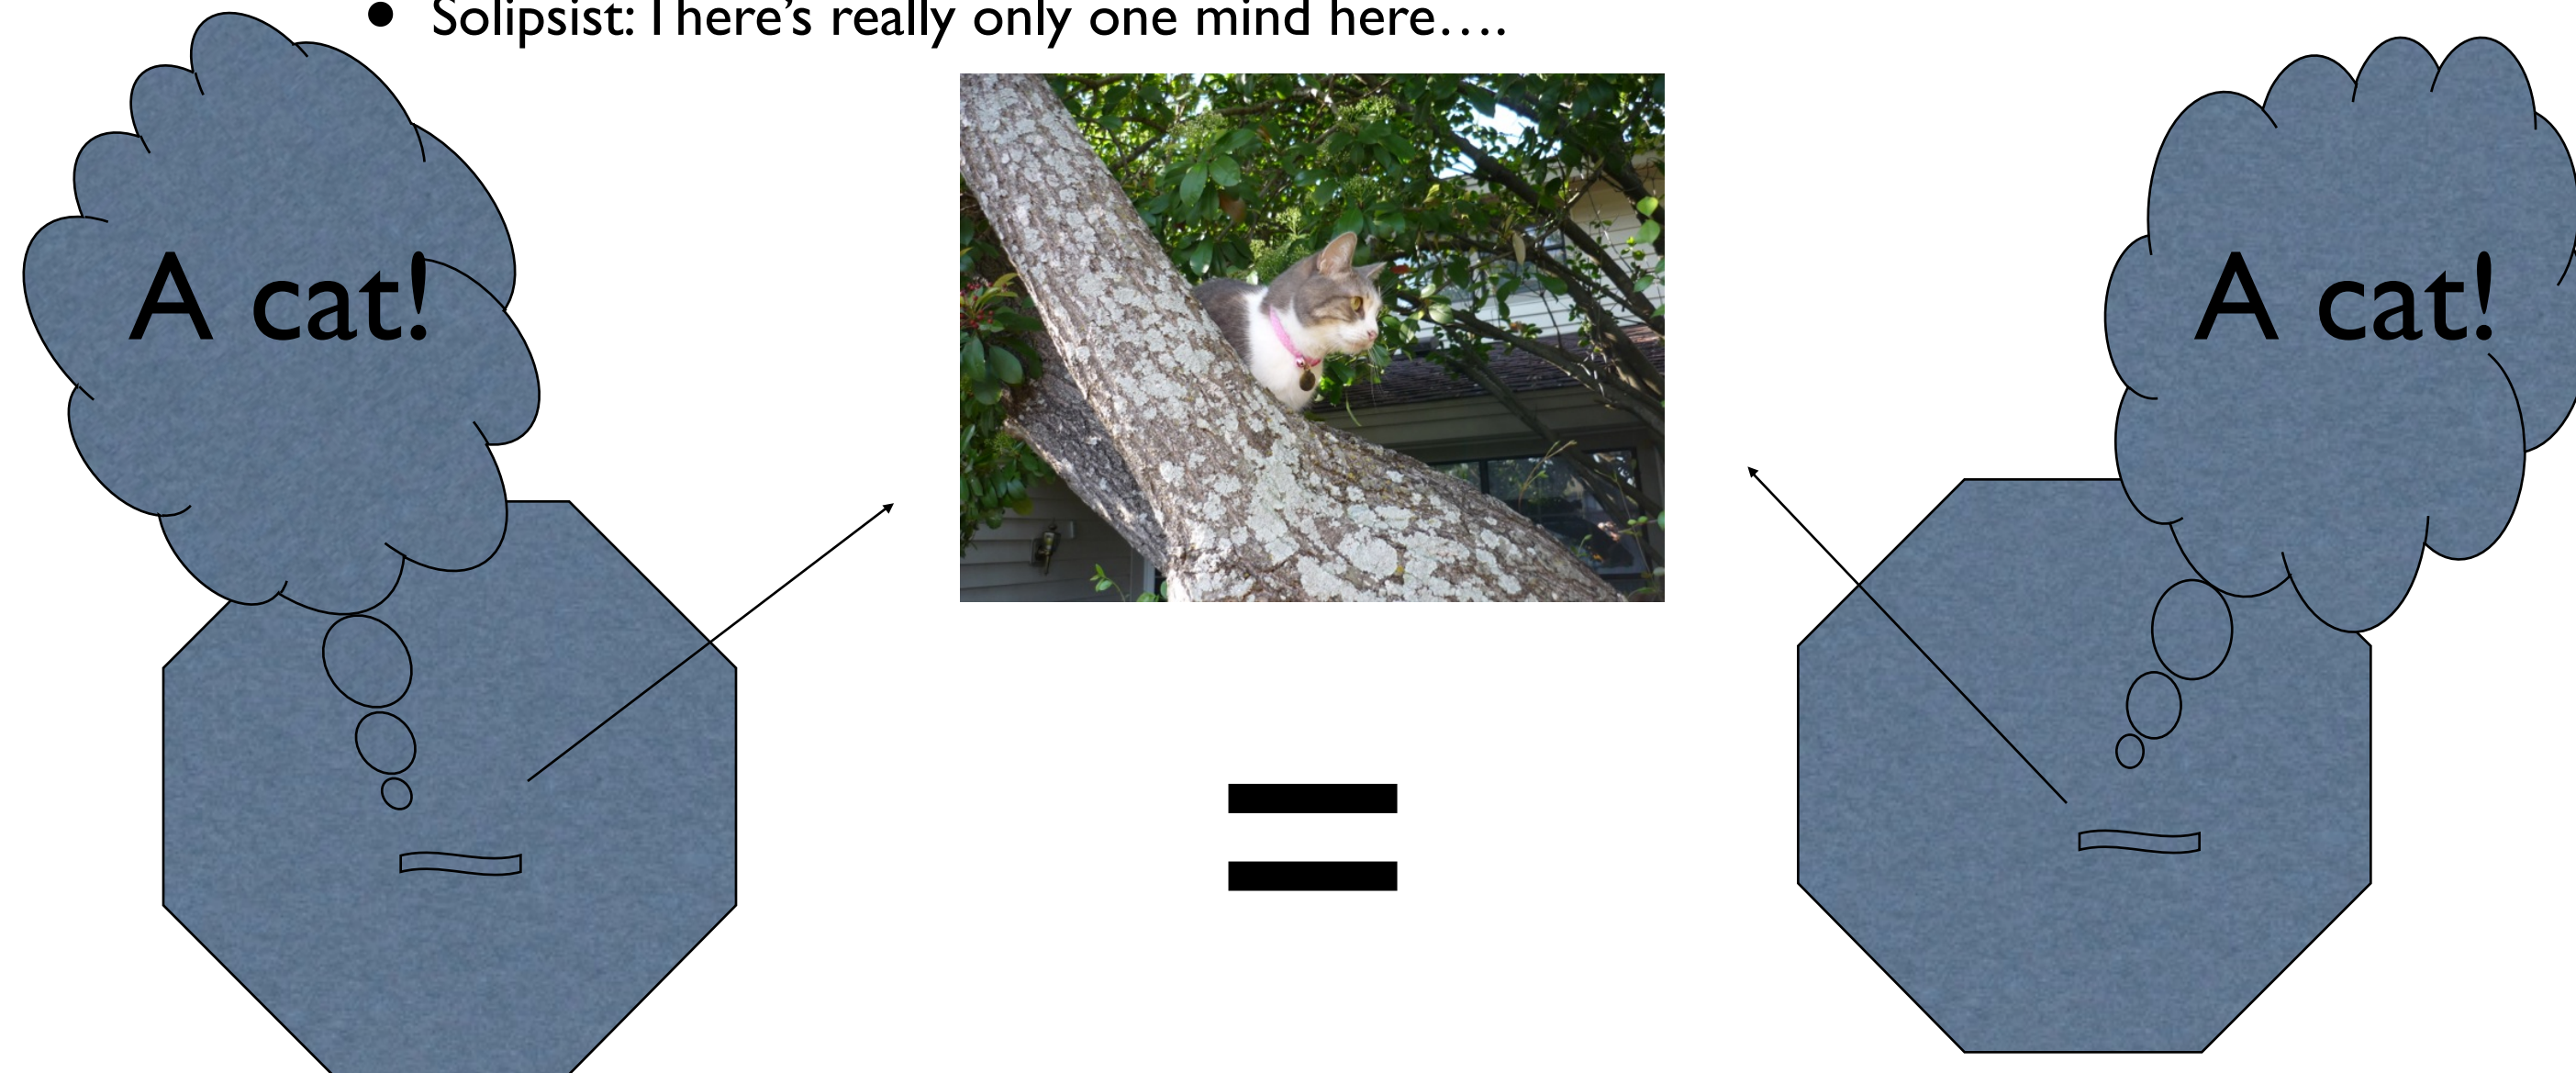 • Solipsist: There's really only one mind here….
A cat!
A cat!
=